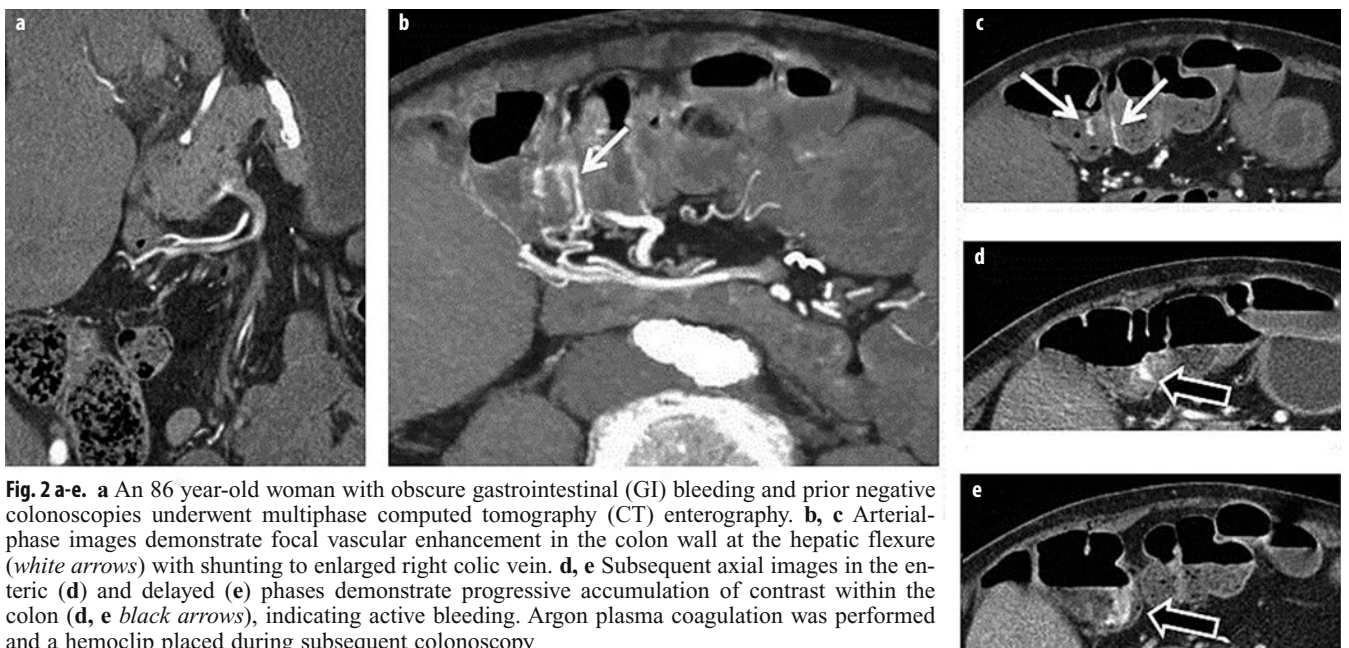 a
b
c
d
e
Fig. 2 a-e. a An 86 year-old woman with obscure gastrointestinal (GI) bleeding and prior negative
colonoscopies underwent multiphase computed tomography (CT) enterography. b, c Arterial-
phase images demonstrate focal vascular enhancement in the colon wall at the hepatic flexure
(white arrows) with shunting to enlarged right colic vein. d, e Subsequent axial images in the en-
teric (d) and delayed (e) phases demonstrate progressive accumulation of contrast within the
colon (d, e black arrows), indicating active bleeding. Argon plasma coagulation was performed
and a hemoclip placed during subsequent colonoscopy